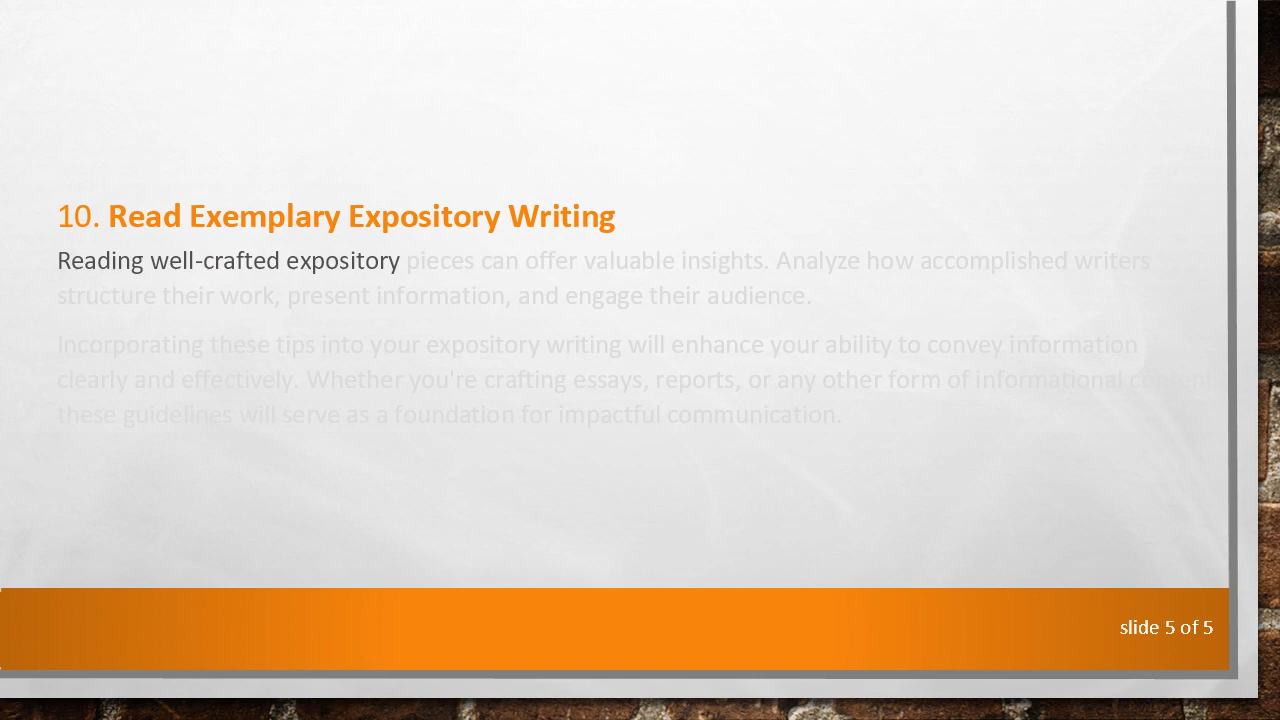 10. Read Exemplary Expository Writing
Reading well-crafted expository pieces can offer valuable insights. Analyze how accomplished writers
structure their work, present information, and engage their audience.
Incorporating these tips into your expository writing will enhance your ability to convey information
clearly and effectively. Whether you're crafting essays, reports, or any other form of informational content,
these guidelines will serve as a foundation for impactful communication.
slide 5 of 5